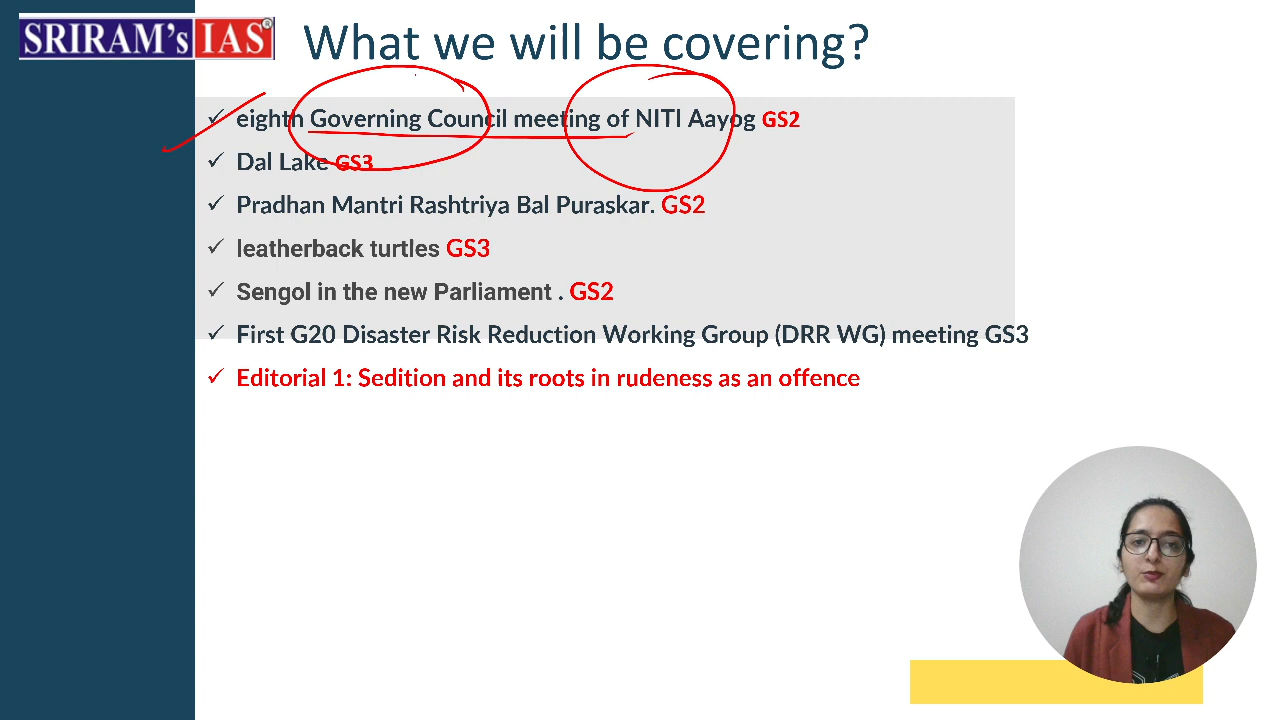 SRIRAM's IAS®
What we will be covering?
✓ eighth Governing Council meeting of NITI Aayog GS2
✓ Dal Lake GS3
✓ Pradhan Mantri Rashtriya Bal Puraskar. GS2
✓ leatherback turtles GS3
✓ Sengol in the new Parliament . GS2
✓ First G20 Disaster Risk Reduction Working Group (DRR WG) meeting GS3
✓ Editorial 1: Sedition and its roots in rudeness as an offence